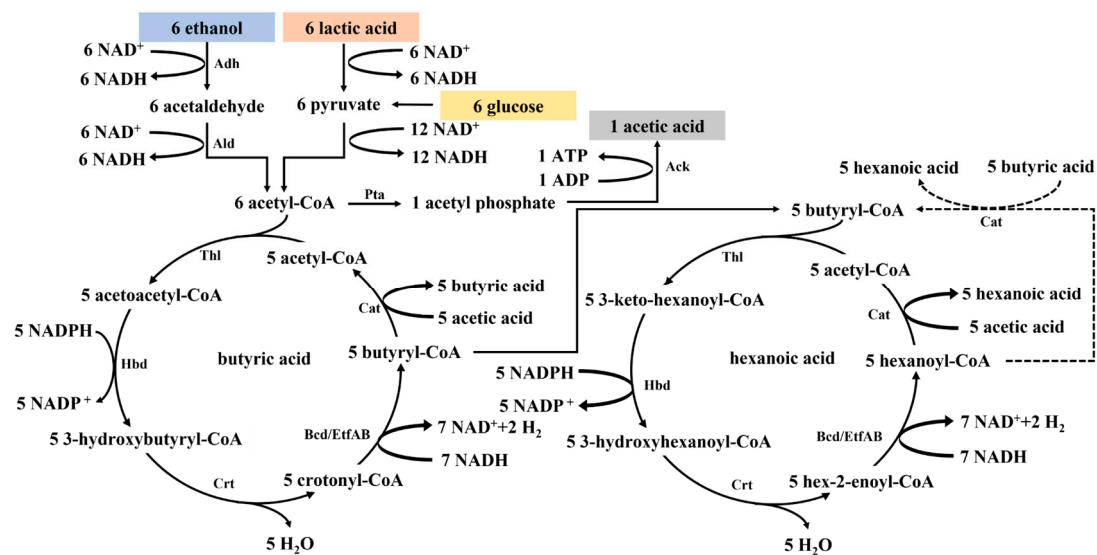 6 ethanol
6 lactic acid
6 NAD⁺
6 NADH
Adh
6 NAD⁺
6 NADH
6 acetaldehyde
6 pyruvate
6 glucose
6 NAD⁺
6 NADH
Ald
12 NAD⁺
12 NADH
1 acetic acid
1 ATP
1 ADP
Ack
6 acetyl-CoA
Pta
1 acetyl phosphate
Thl
5 acetyl-CoA
5 acetoacetyl-CoA
5 NADPH
Hbd
5 NADP⁺
butyric acid
Cat
5 butyric acid
5 acetic acid
5 butyryl-CoA
5 3-hydroxybutyryl-CoA
Bcd/EtfAB
7 NAD⁺+2 H₂
7 NADH
5 crotonyl-CoA
Crt
5 H₂O
5 hexanoic acid
5 butyric acid
5 butyryl-CoA
Cat
Thl
5 acetyl-CoA
5 3-keto-hexanoyl-CoA
5 NADPH
Hbd
5 NADP⁺
hexanoic acid
Cat
5 hexanoic acid
5 acetic acid
5 hexanoyl-CoA
5 3-hydroxyhexanoyl-CoA
Bcd/EtfAB
7 NAD⁺+2 H₂
7 NADH
5 hex-2-enoyl-CoA
Crt
5 H₂O